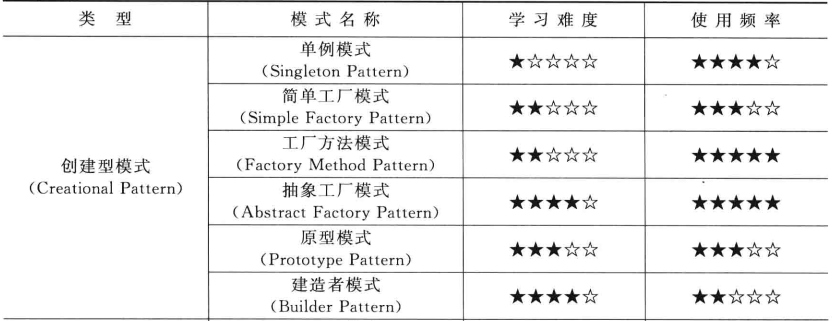 类 型 模式名称 学习难度 使用频率
创建型模式
(Creational Pattern)
单例模式
(Singleton Pattern)
★☆☆☆☆ ★★★★☆
简单工厂模式
(Simple Factory Pattern)
★★☆☆☆ ★★★☆☆
工厂方法模式
(Factory Method Pattern)
★★☆☆☆ ★★★★★
抽象工厂模式
(Abstract Factory Pattern)
★★★★☆ ★★★★★
原型模式
(Prototype Pattern)
★★★☆☆ ★★★☆☆
建造者模式
(Builder Pattern)
★★★★☆ ★★☆☆☆